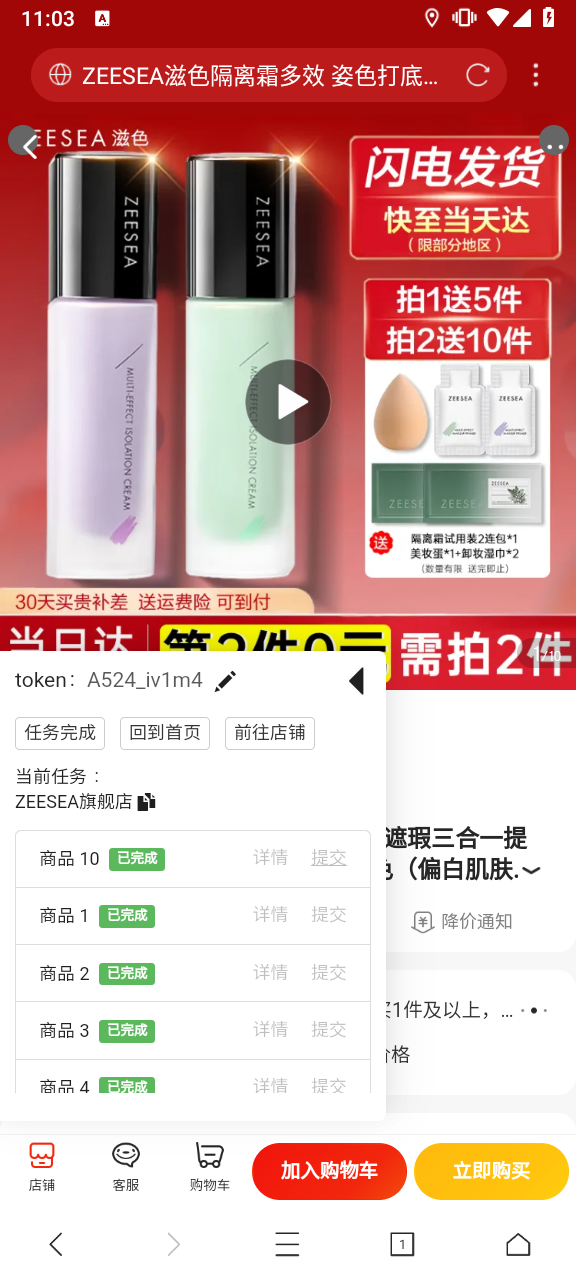 11:03
A
ZEESEA滋色隔离霜多效 姿色打底…
ZEESEA 滋色
闪电发货
快至当天达
（限部分地区）
拍1送5件
拍2送10件
ZEESEA
ZEESEA
MULTI-EFFECT ISOLATION CREAM
MULTI-EFFECT ISOLATION CREAM
ZEESEA
ZEESEA
ZEESEA
ZEESEA
ZEESEA
送
隔离霜试用装2连包*1
美妆蛋*1+卸妆湿巾*2
（数量有限 送完即止）
30天买贵补差 送运费险 可到付
当日达
第2件0元
需拍2件
1/10
token： A524_iv1m4
任务完成
回到首页
前往店铺
当前任务：
ZEESEA旗舰店
商品 10 已完成 详情 提交
商品 1 已完成 详情 提交
商品 2 已完成 详情 提交
商品 3 已完成 详情 提交
商品 4 已完成 详情 提交
遮瑕三合一提
色（偏白肌肤.
降价通知
买1件及以上，…
价格
店铺
客服
购物车
加入购物车
立即购买
1